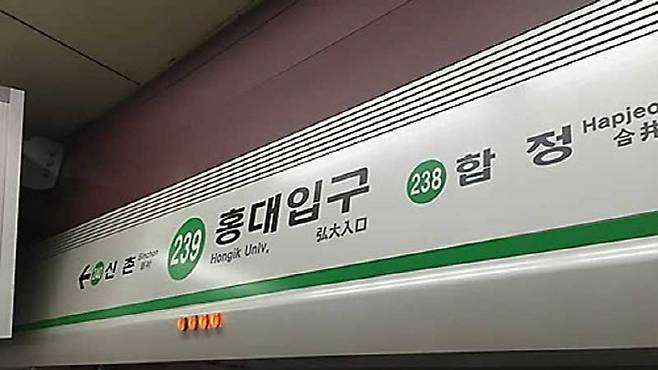 ← 240 신촌 Sinchon
239 홍대입구
Hongik Univ. 弘大入口
238 합정 Hapjeo
合井